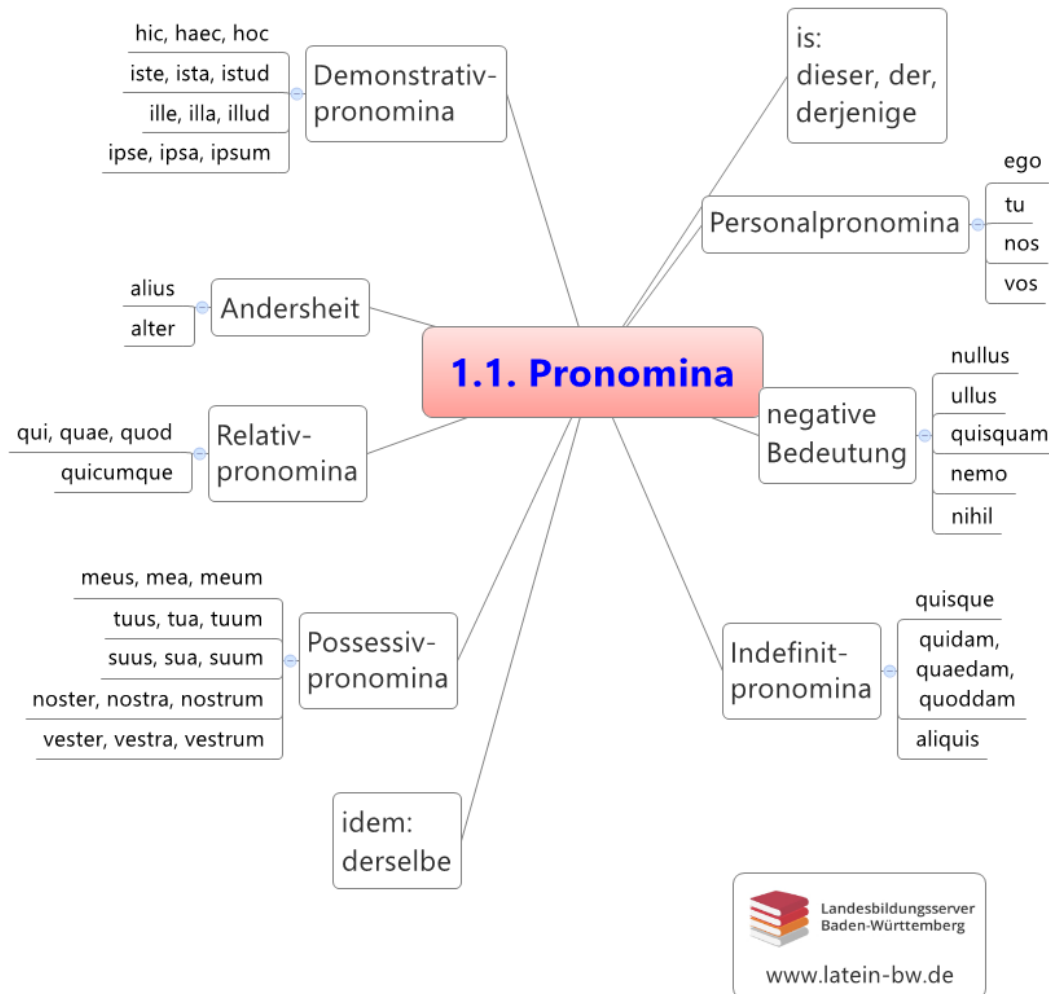 1.1. Pronomina
is:
dieser, der,
derjenige
Personalpronomina
ego
tu
nos
vos
negative
Bedeutung
nullus
ullus
quisquam
nemo
nihil
Indefinit-
pronomina
quisque
quidam,
quaedam,
quoddam
aliquis
idem:
derselbe
Possessiv-
pronomina
meus, mea, meum
tuus, tua, tuum
suus, sua, suum
noster, nostra, nostrum
vester, vestra, vestrum
Relativ-
pronomina
qui, quae, quod
quicumque
Andersheit
alius
alter
Demonstrativ-
pronomina
hic, haec, hoc
iste, ista, istud
ille, illa, illud
ipse, ipsa, ipsum
Landesbildungsserver
Baden-Württemberg
www.latein-bw.de